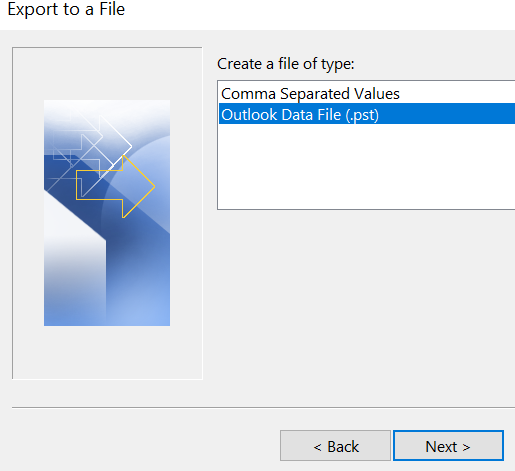 Export to a File
Create a file of type:
Comma Separated Values
Outlook Data File (.pst)
< Back
Next >